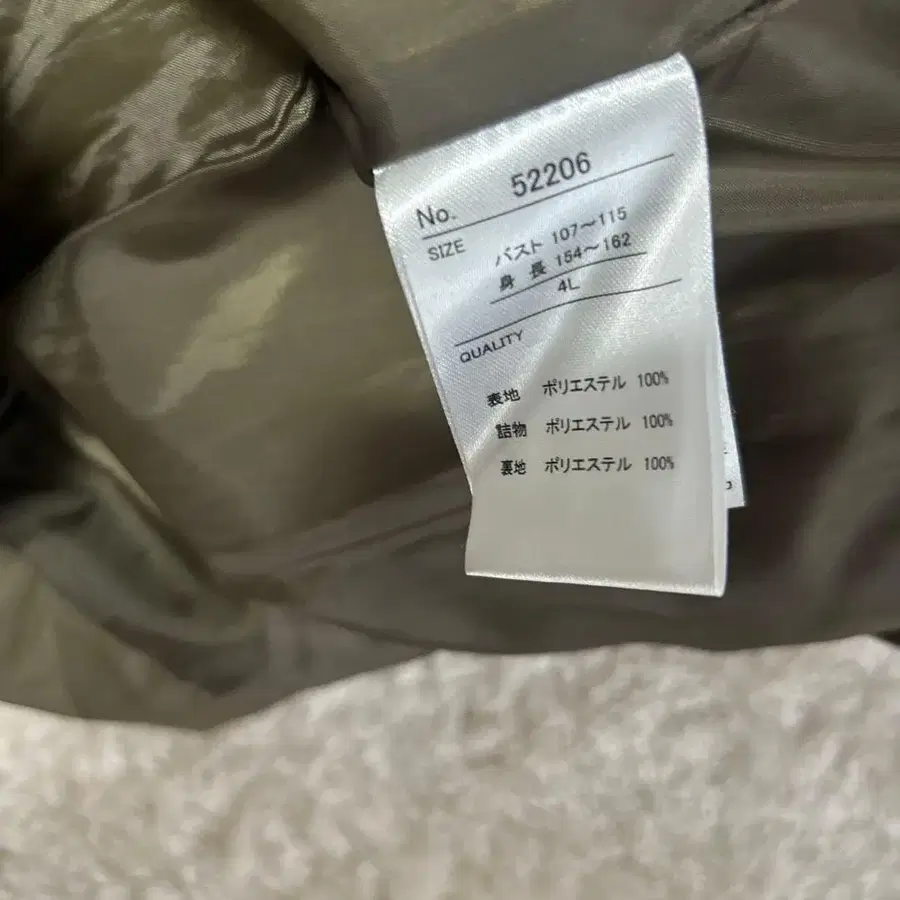 No. 52206
SIZE バスト 107〜115
身長 154〜162
4L
QUALITY
表地 ポリエステル 100%
詰物 ポリエステル 100%
裏地 ポリエステル 100%